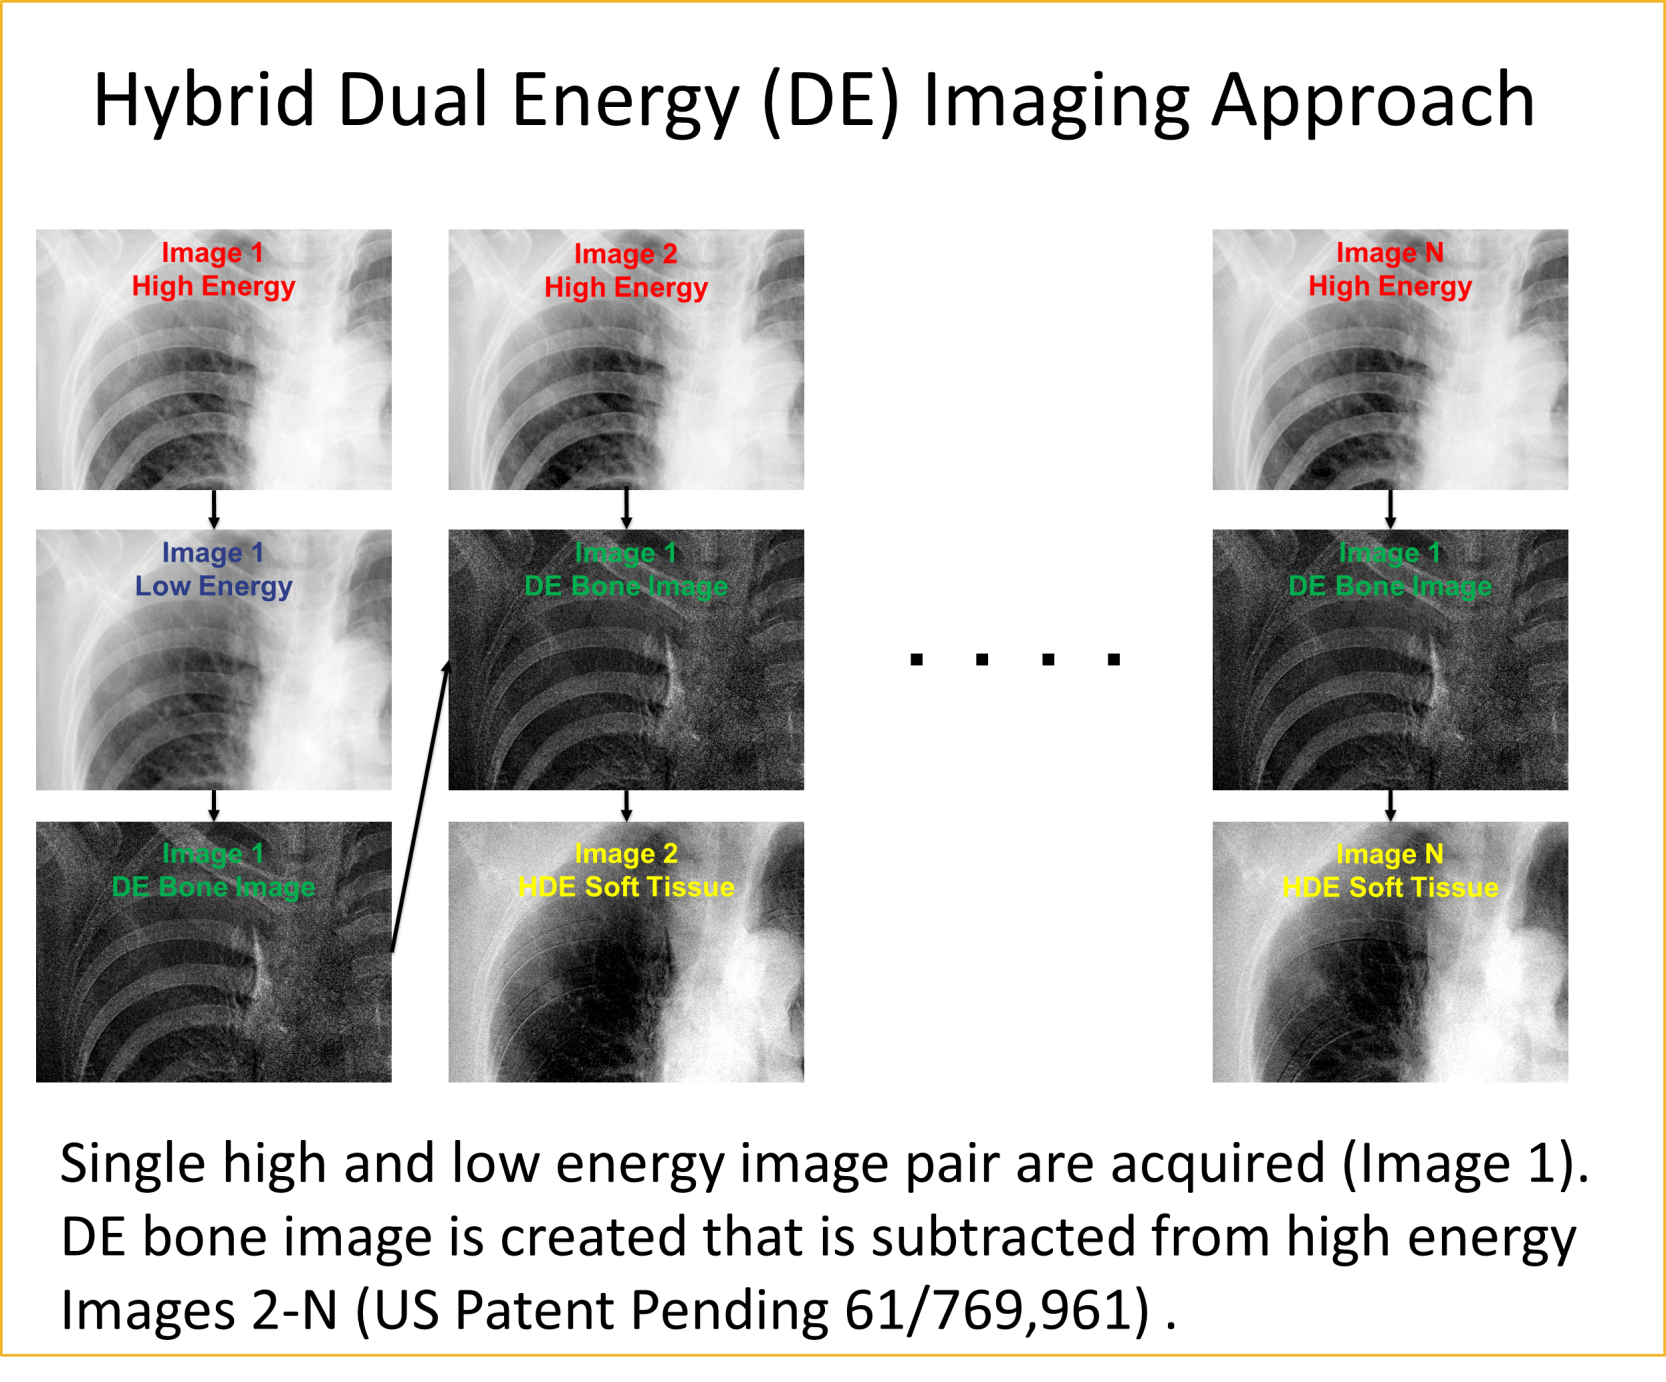 Hybrid Dual Energy (DE) Imaging Approach
Image 1
High Energy
Image 2
High Energy
Image N
High Energy
Image 1
Low Energy
Image 1
DE Bone Image
Image 1
DE Bone Image
. . . .
Image 1
DE Bone Image
Image 2
HDE Soft Tissue
Image N
HDE Soft Tissue
Single high and low energy image pair are acquired (Image 1).
DE bone image is created that is subtracted from high energy
Images 2-N (US Patent Pending 61/769,961) .